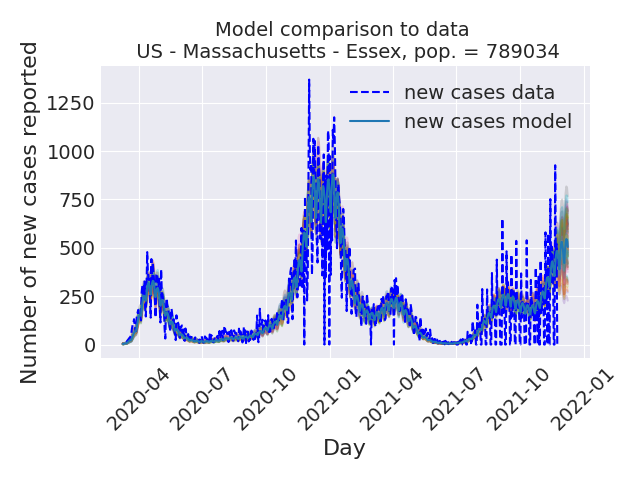 Model comparison to data
US - Massachusetts - Essex, pop. = 789034
Number of new cases reported
1250
1000
750
500
250
0
new cases data
new cases model
2020-04
2020-07
2020-10
2021-01
2021-04
2021-07
2021-10
2022-01
Day